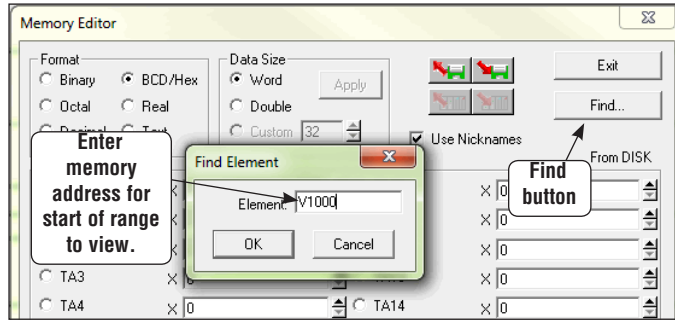 Memory Editor
Format
Data Size
Binary
BCD/Hex
Word
Apply
Exit
Octal
Real
Double
Find...
Decimal
Text
Custom
32
Use Nicknames
From DISK
Enter
memory
address for
start of range
to view.
Find Element
Element:
V1000
OK
Cancel
Find
button
X 0
X 0
X 0
TA3
X 0
X 0
TA4
X 0
TA14
X 0